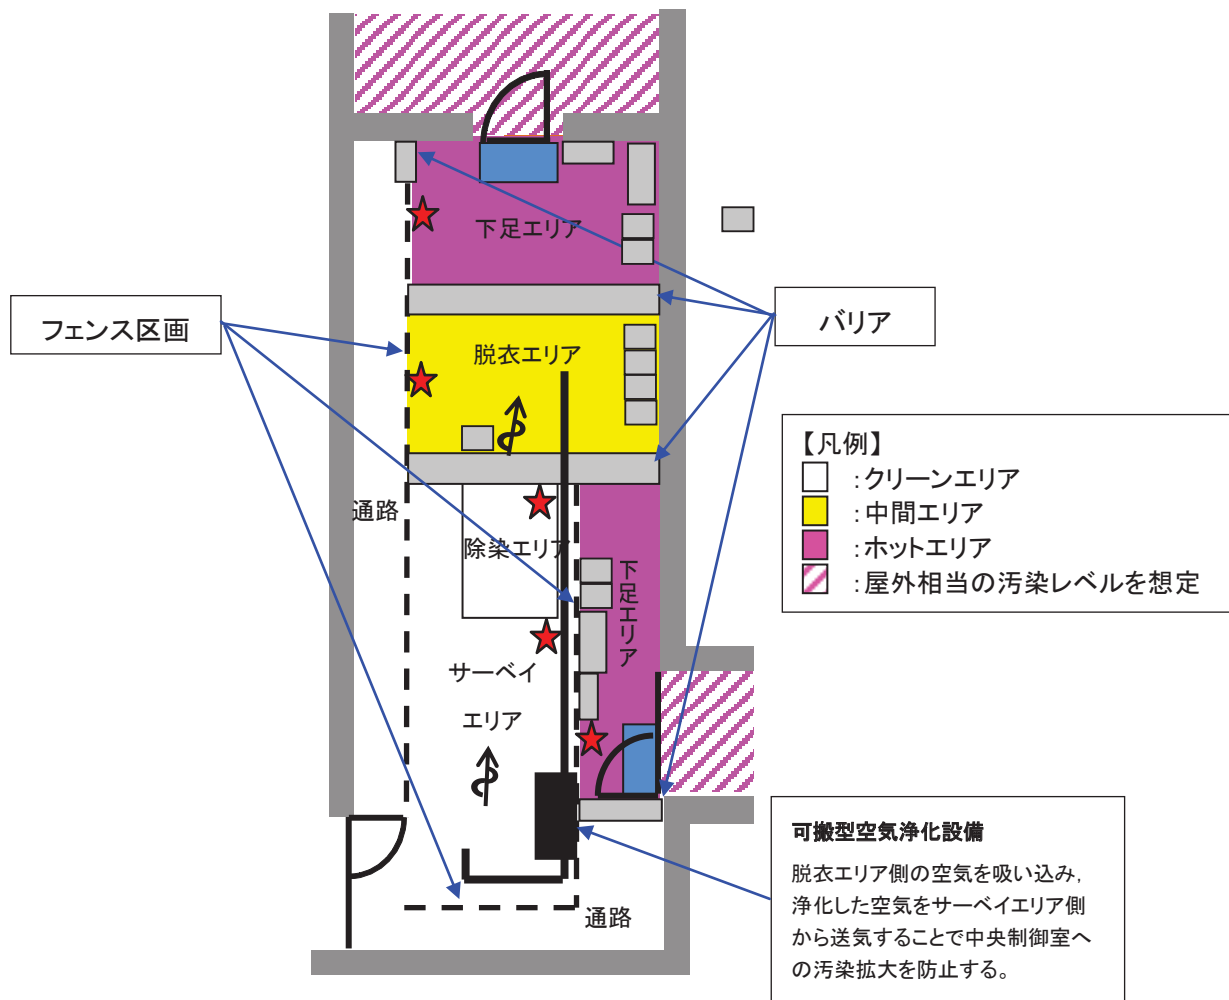 下足エリア
フェンス区画
バリア
脱衣エリア
【凡例】
：クリーンエリア
：中間エリア
：ホットエリア
：屋外相当の汚染レベルを想定
通路
除染エリア
下足エリア
サーベイ
エリア
可搬型空気浄化設備
脱衣エリア側の空気を吸い込み，
浄化した空気をサーベイエリア側
から送気することで中央制御室へ
の汚染拡大を防止する。
通路